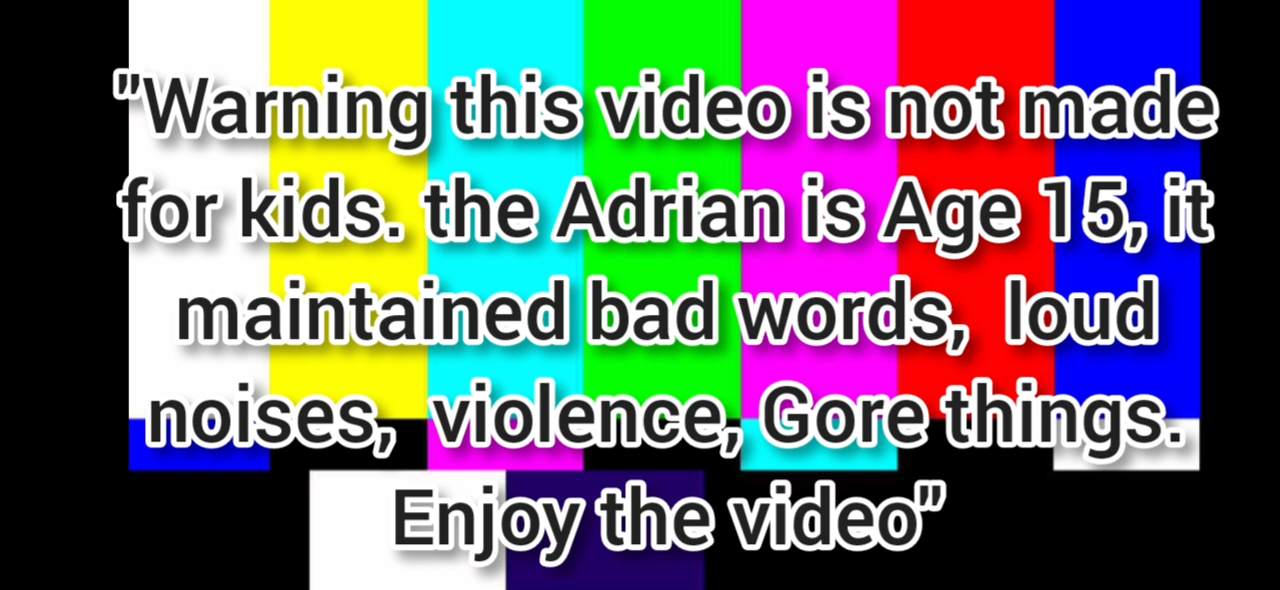 "Warning this video is not made
for kids. the Adrian is Age 15, it
maintained bad words,  loud
noises,  violence, Gore things.
Enjoy the video"